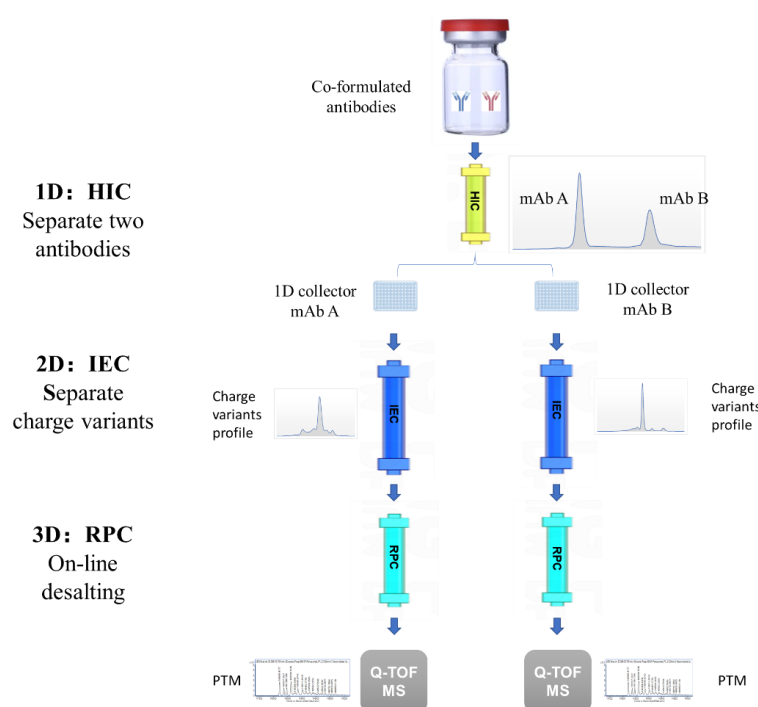 Co-formulated
antibodies
1D：HIC
Separate two
antibodies
HIC
mAb A
mAb B
1D collector
mAb A
1D collector
mAb B
2D：IEC
Separate
charge variants
Charge
variants
profile
IEC
IEC
Charge
variants
profile
3D：RPC
On-line
desalting
RPC
RPC
PTM
Q-TOF
MS
Q-TOF
MS
PTM